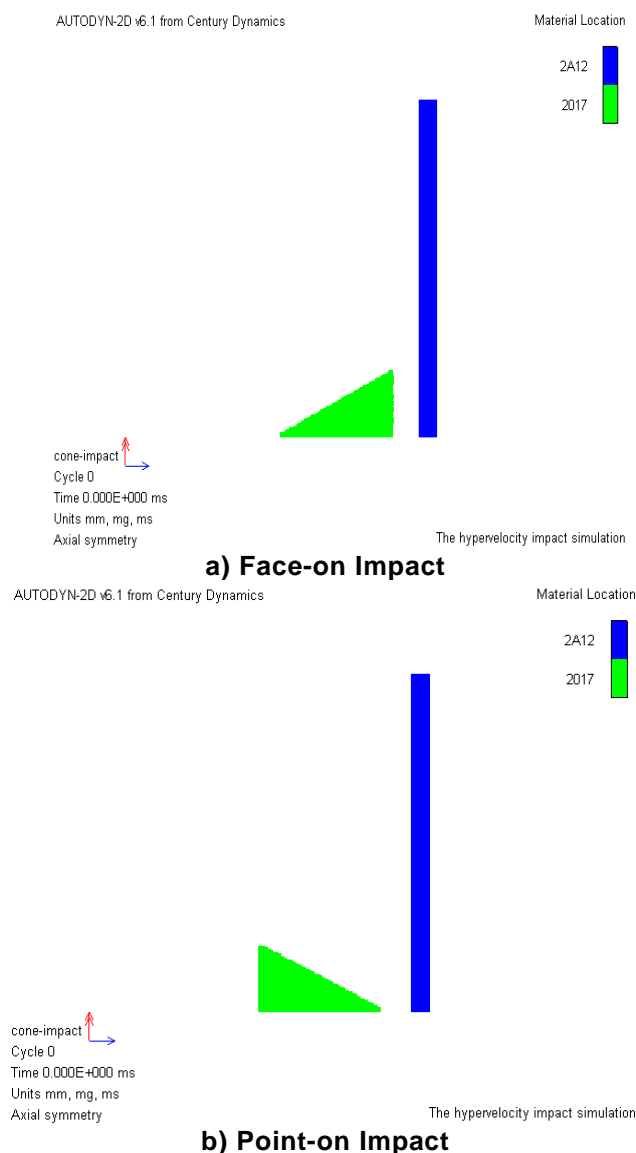 AUTODYN-2D v6.1 from Century Dynamics
Material Location
2A12
2017
cone-impact
Cycle 0
Time 0.000E+000 ms
Units mm, mg, ms
Axial symmetry
The hypervelocity impact simulation
a) Face-on Impact
AUTODYN-2D v6.1 from Century Dynamics
Material Location
2A12
2017
cone-impact
Cycle 0
Time 0.000E+000 ms
Units mm, mg, ms
Axial symmetry
The hypervelocity impact simulation
b) Point-on Impact